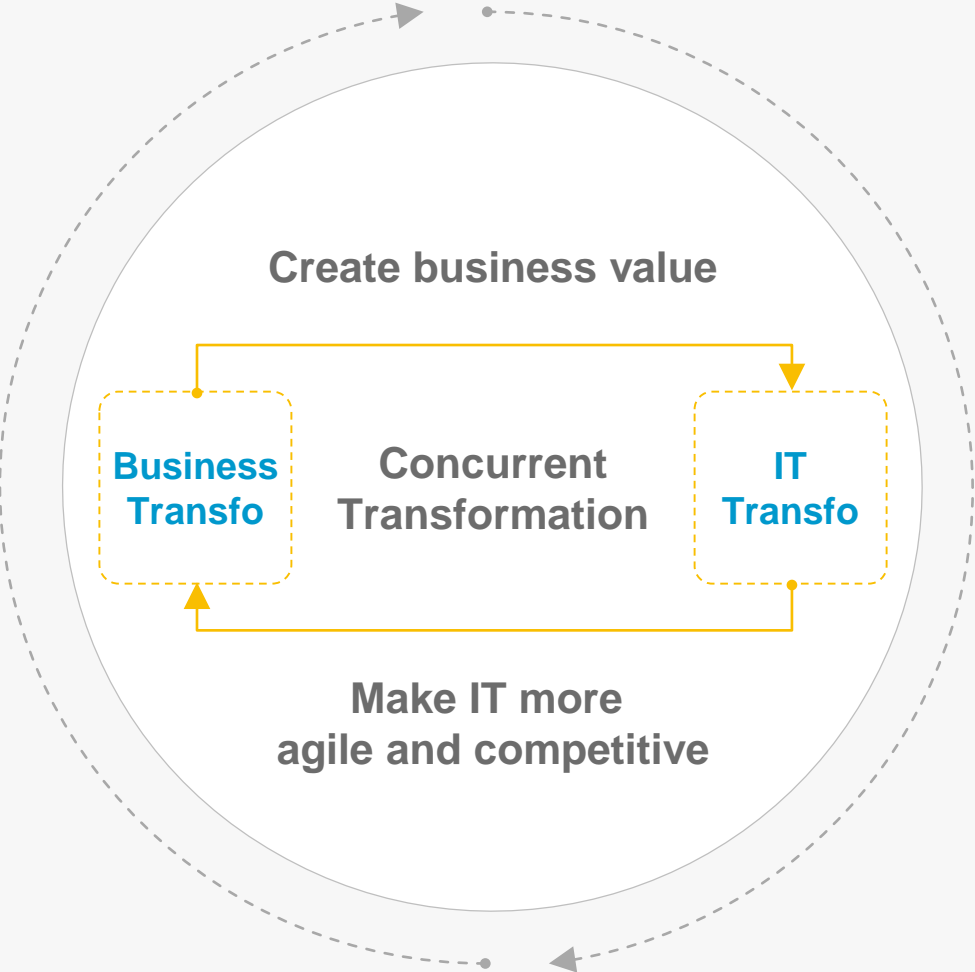 Create business value
Business
Transfo
Concurrent
Transformation
IT
Transfo
Make IT more
agile and competitive